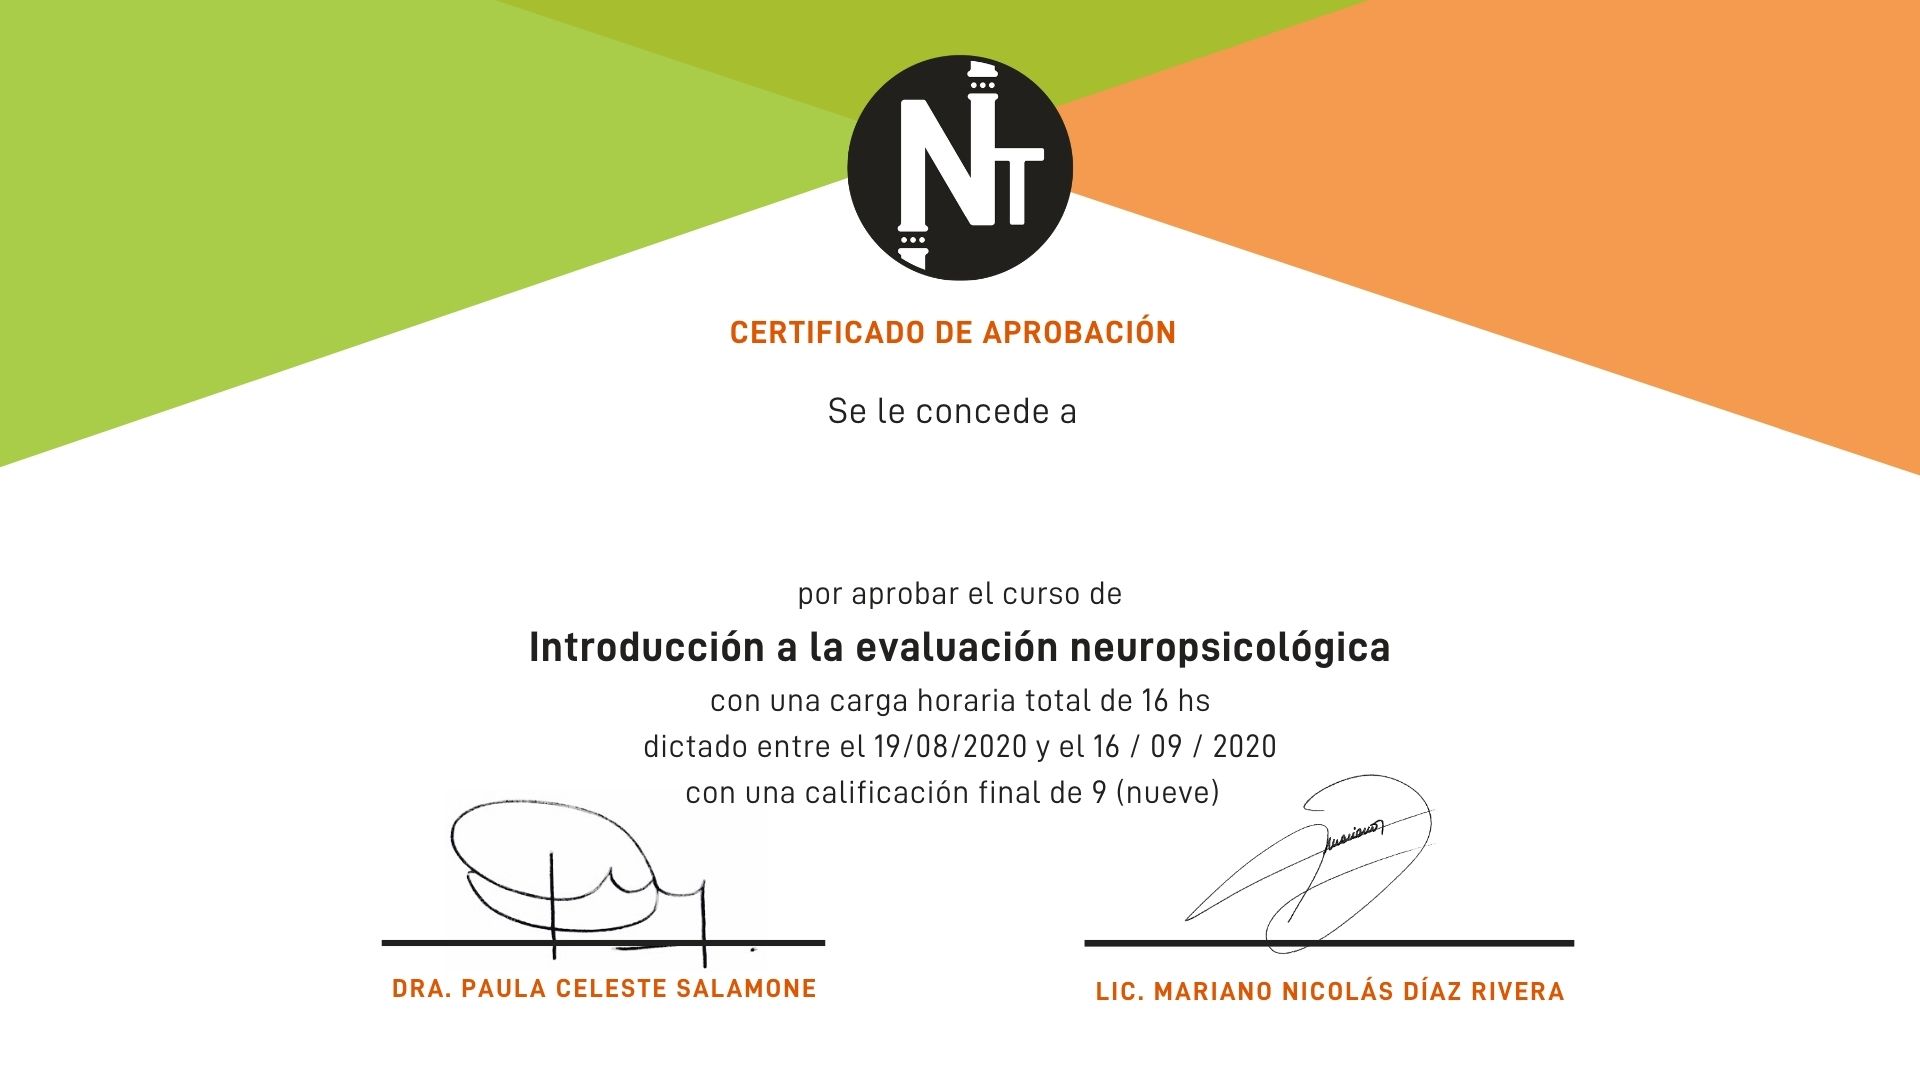 NT
CERTIFICADO DE APROBACIÓN
Se le concede a
por aprobar el curso de
Introducción a la evaluación neuropsicológica
con una carga horaria total de 16 hs
dictado entre el 19/08/2020 y el 16 / 09 / 2020
con una calificación final de 9 (nueve)
Mariano
DRA. PAULA CELESTE SALAMONE
LIC. MARIANO NICOLÁS DÍAZ RIVERA